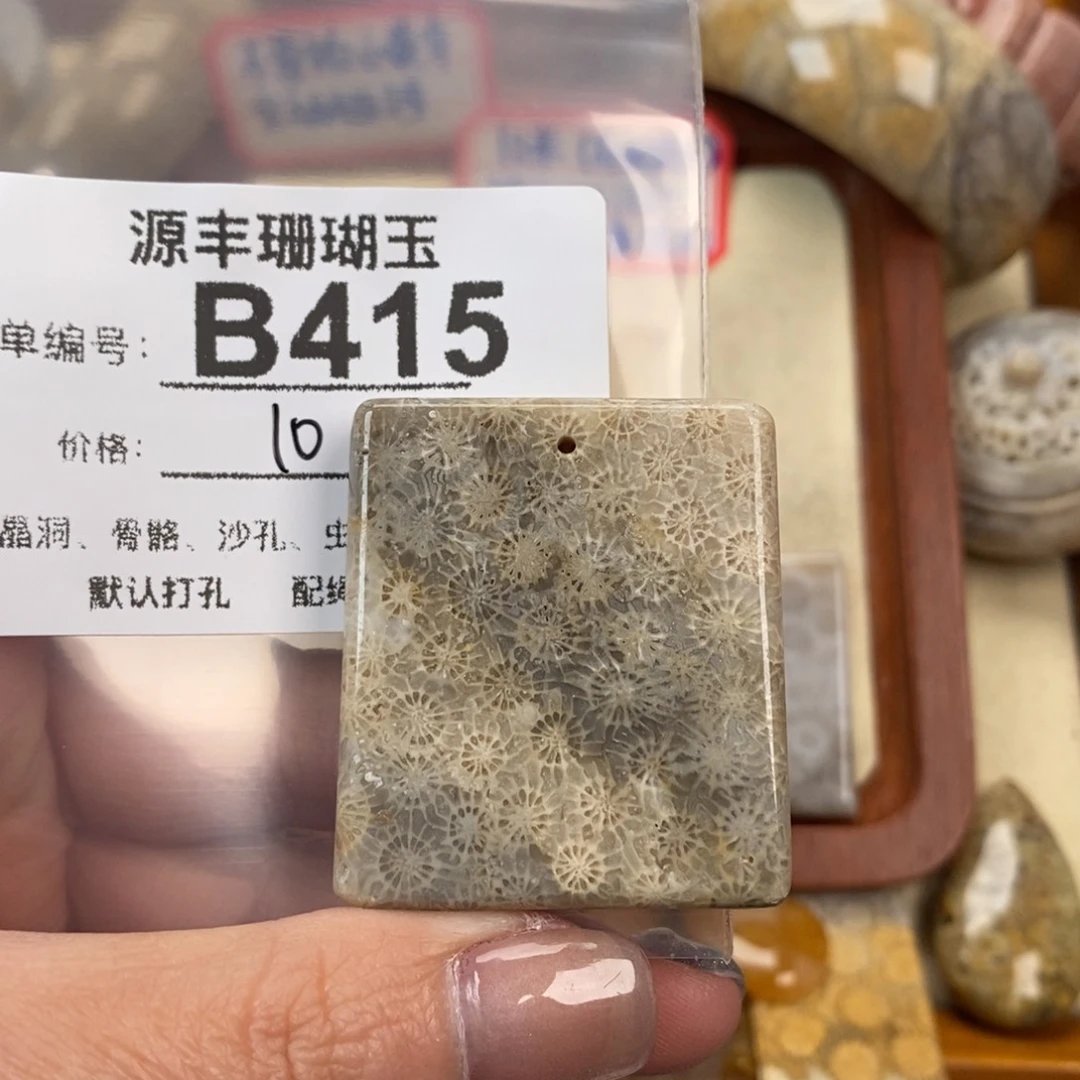 源丰珊瑚玉
单编号: B415
价格: 10
晶洞、骨骼、沙孔、虫
默认打孔 配绳